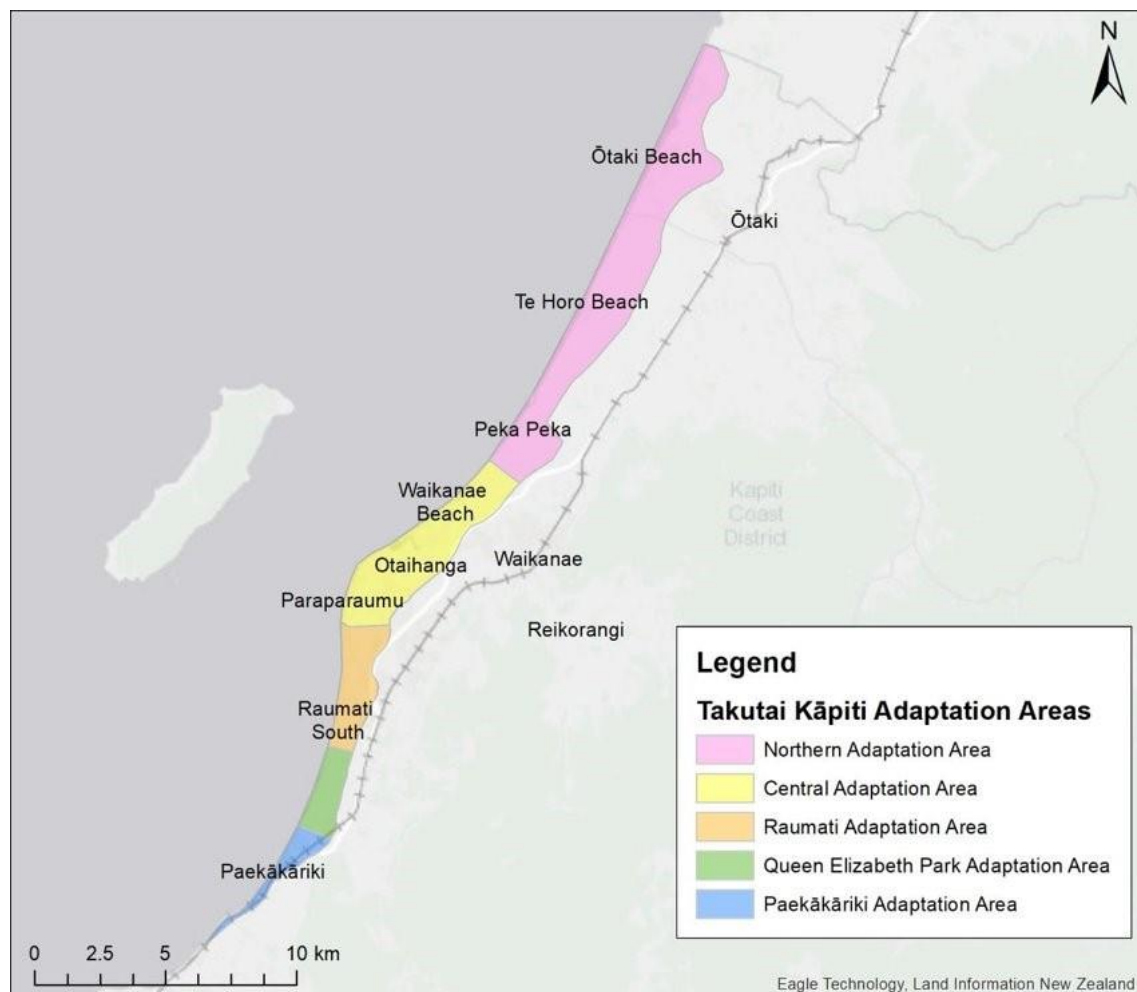 N
Ōtaki Beach
Ōtaki
Te Horo Beach
Peka Peka
Waikanae
Beach
Kapiti
Coast
District
Otaihanga
Waikanae
Paraparaumu
Reikorangi
Raumati
South
Paekākāriki
Legend
Takutai Kāpiti Adaptation Areas
Northern Adaptation Area
Central Adaptation Area
Raumati Adaptation Area
Queen Elizabeth Park Adaptation Area
Paekākāriki Adaptation Area
0 2.5 5 10 km
Eagle Technology, Land Information New Zealand